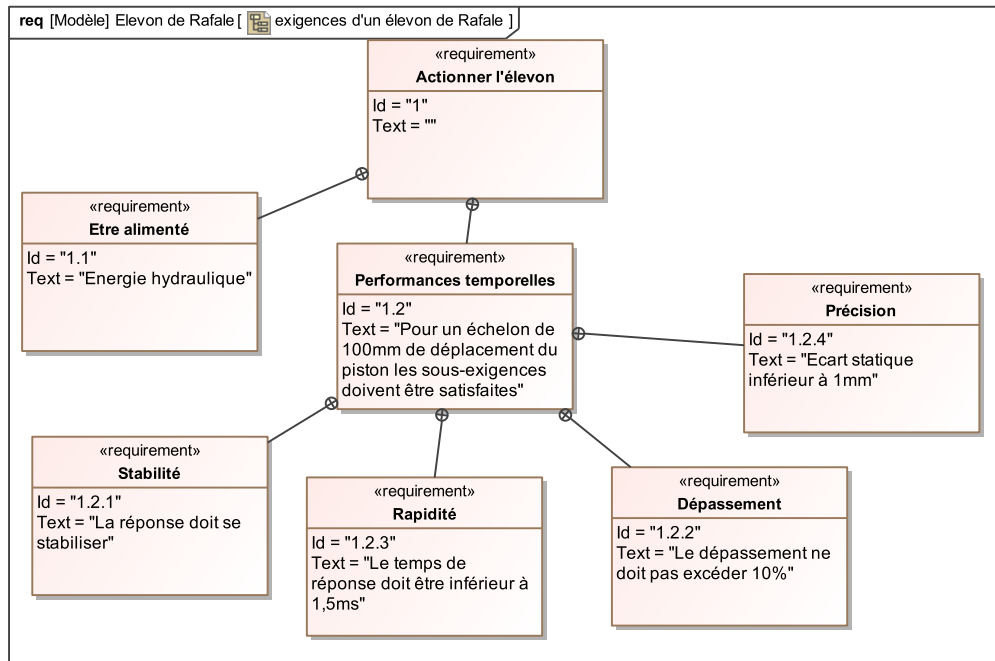 req [Modèle] Elevon de Rafale [ exigences d'un élevon de Rafale ]
«requirement»
Actionner l'élevon
Id = "1"
Text = ""
«requirement»
Etre alimenté
Id = "1.1"
Text = "Energie hydraulique"
«requirement»
Performances temporelles
Id = "1.2"
Text = "Pour un échelon de
100mm de déplacement du
piston les sous-exigences
doivent être satisfaites"
«requirement»
Précision
Id = "1.2.4"
Text = "Ecart statique
inférieur à 1mm"
«requirement»
Stabilité
Id = "1.2.1"
Text = "La réponse doit se
stabiliser"
«requirement»
Rapidité
Id = "1.2.3"
Text = "Le temps de
réponse doit être inférieur à
1,5ms"
«requirement»
Dépassement
Id = "1.2.2"
Text = "Le dépassement ne
doit pas excéder 10%"